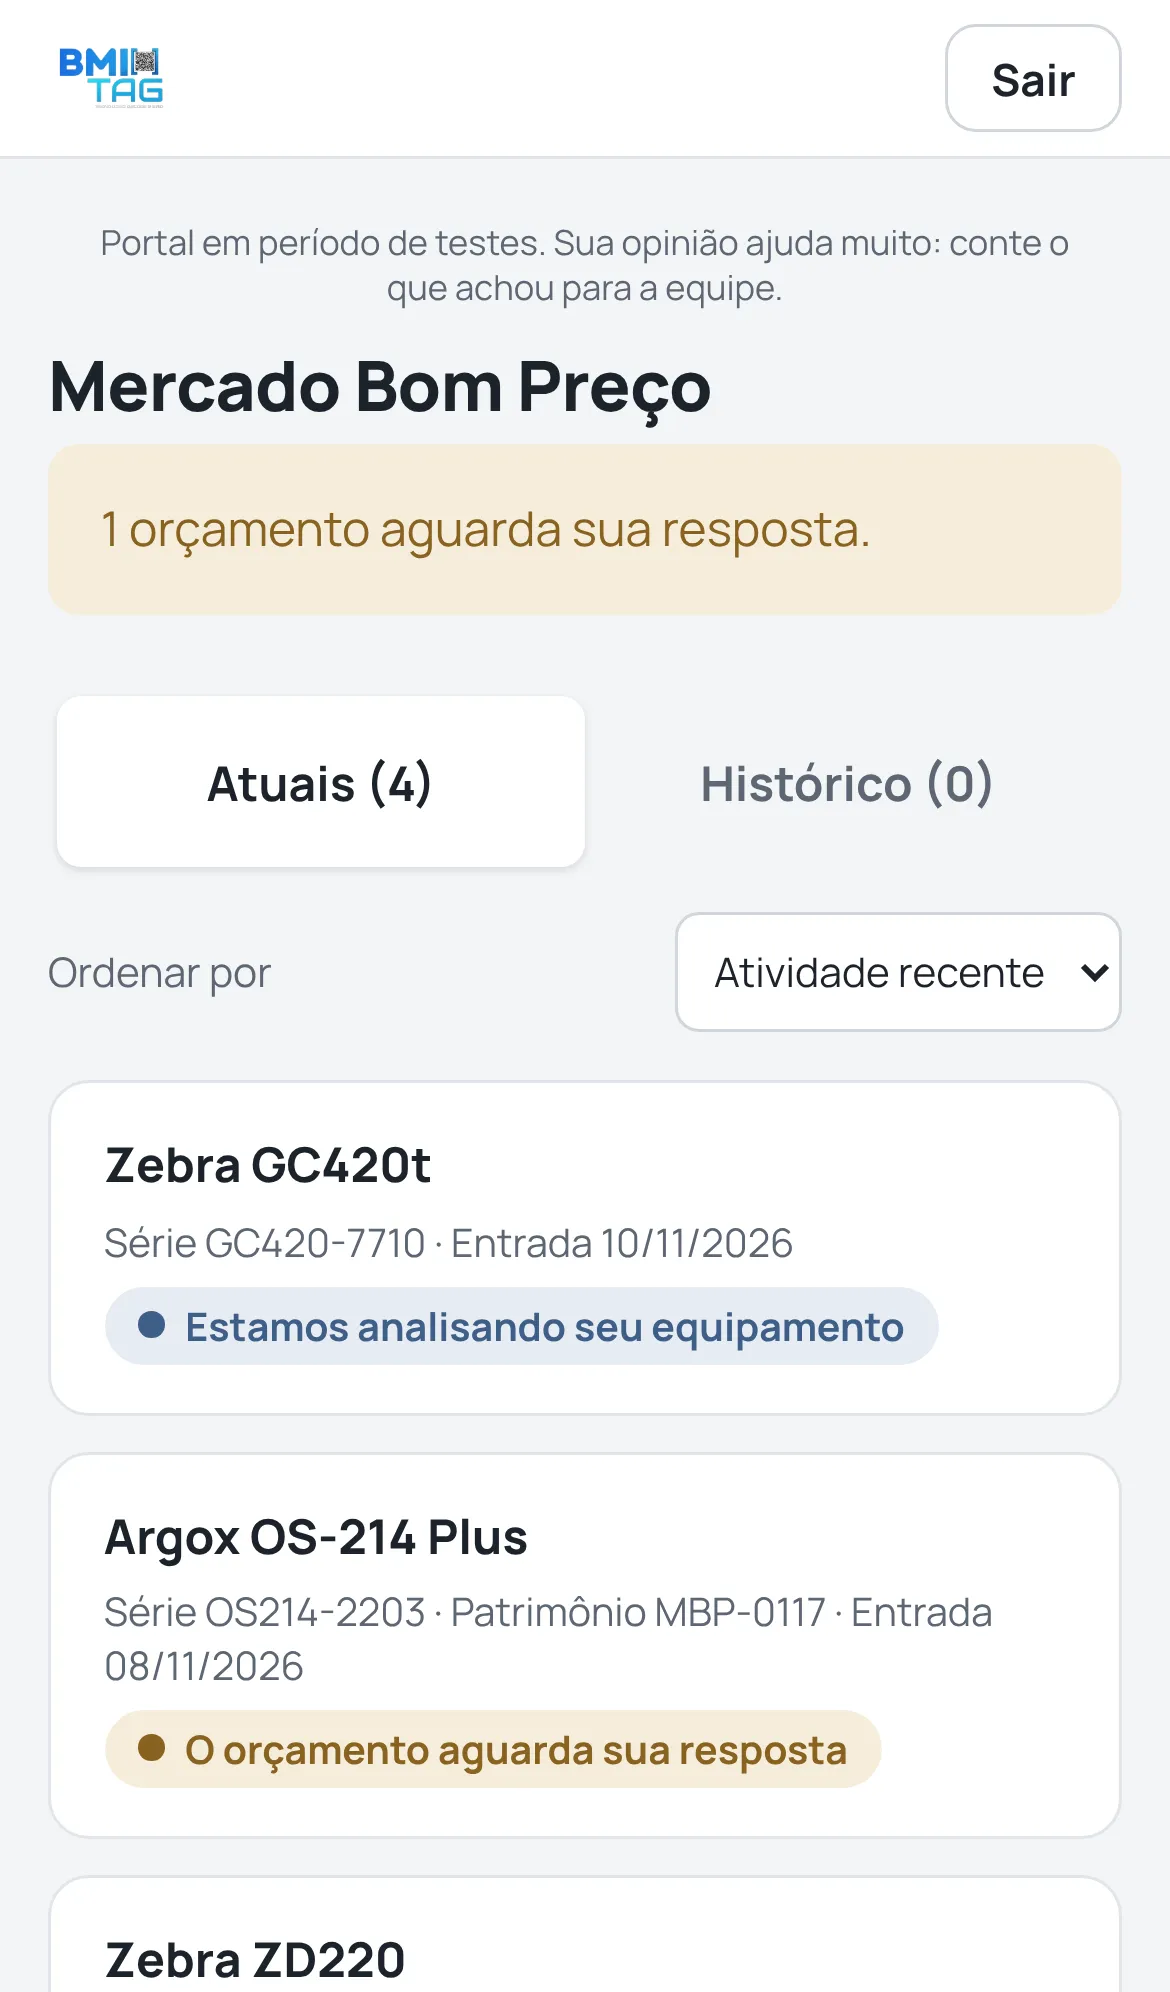 BMI
TAG
Sair
Portal em período de testes. Sua opinião ajuda muito: conte o
que achou para a equipe.
Mercado Bom Preço
1 orçamento aguarda sua resposta.
Atuais (4)
Histórico (0)
Ordenar por
Atividade recente
Zebra GC420t
Série GC420-7710 · Entrada 10/11/2026
Estamos analisando seu equipamento
Argox OS-214 Plus
Série OS214-2203 · Patrimônio MBP-0117 · Entrada
08/11/2026
O orçamento aguarda sua resposta
Zebra ZD220